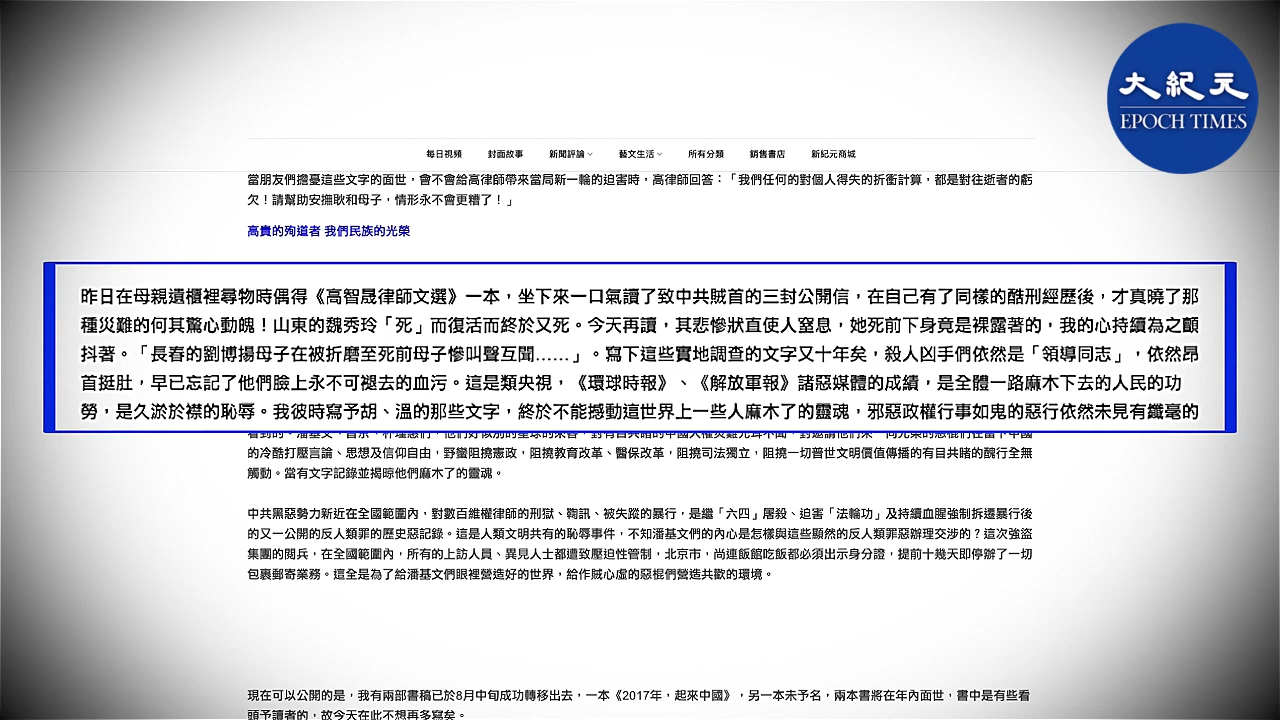 大紀元
EPOCH TIMES
每日視頻 封面故事 新聞評論 藝文生活 所有分類 銷售書店 新紀元商城
當朋友們擔憂這些文字的面世，會不會給高律師帶來當局新一輪的迫害時，高律師回答：「我們任何的對個人得失的折衝計算，都是對往逝者的虧
欠！請幫助安撫耿和母子，情形永不會更糟了！」
高貴的殉道者 我們民族的光榮
昨日在母親遺櫃裡尋物時偶得《高智晟律師文選》一本，坐下來一口氣讀了致中共賊首的三封公開信，在自己有了同樣的酷刑經歷後，才真曉了那
種災難的何其驚心動魄！山東的魏秀玲「死」而復活而終於又死。今天再讀，其悲慘狀直使人窒息，她死前下身竟是裸露著的，我的心持續為之顫
抖著。「長春的劉博揚母子在被折磨至死前母子慘叫聲互聞……」。寫下這些實地調查的文字又十年矣，殺人凶手們依然是「領導同志」，依然昂
首挺肚，早已忘記了他們臉上永不可褪去的血污。這是類央視，《環球時報》、《解放軍報》諸惡媒體的成績，是全體一路麻木下去的人民的功
勞，是久淤於襟的恥辱。我彼時寫予胡、溫的那些文字，終於不能撼動這世界上一些人麻木了的靈魂，邪惡政權行事如鬼的惡行依然未見有纖毫的
的冷酷打壓言論、思想及信仰自由，野蠻阻撓憲政，阻撓教育改革、醫保改革，阻撓司法獨立，阻撓一切普世文明價值傳播的有目共睹的醜行全無
觸動。當有文字記錄並揭晾他們麻木了的靈魂。
中共黑惡勢力新近在全國範圍內，對數百維權律師的刑獄、鞫訊、被失蹤的暴行，是繼「六四」屠殺、迫害「法輪功」及持續血腥強制拆遷暴行後
的又一公開的反人類罪的歷史惡記錄。這是人類文明共有的恥辱事件，不知潘基文們的內心是怎樣與這些顯然的反人類罪惡辦理交涉的？這次強盜
集團的閱兵，在全國範圍內，所有的上訪人員、異見人士都遭致壓迫性管制，北京市，尚連飯館吃飯都必須出示身分證，提前十幾天即停辦了一切
包裹郵寄業務。這全是為了給潘基文們眼裡營造好的世界，給作賊心虛的惡棍們營造共歡的環境。
現在可以公開的是，我有兩部書稿已於8月中旬成功轉移出去，一本《2017年，起來中國》，另一本未予名，兩本書將在年內面世，書中是有些看
頭予讀者的，故今天在此不想再多寫矣。